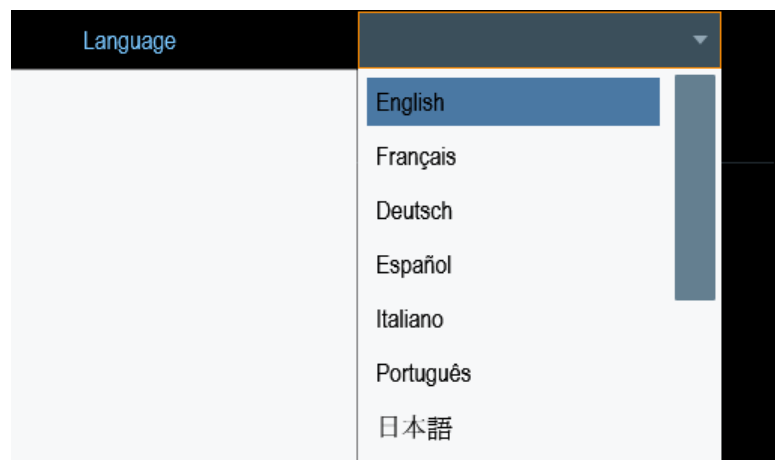 Language
English
Français
Deutsch
Español
Italiano
Português
日本語